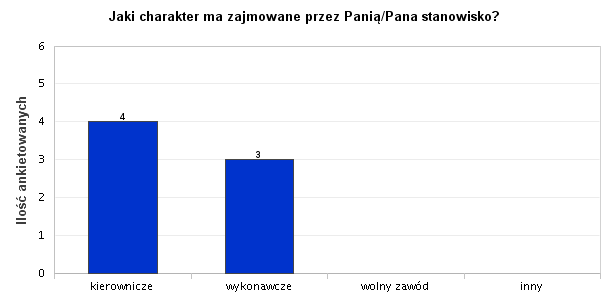 Jaki charakter ma zajmowane przez Panią/Pana stanowisko?
Ilość ankietowanych
6
5
4
3
2
1
0
4
3
kierownicze
wykonawcze
wolny zawód
inny